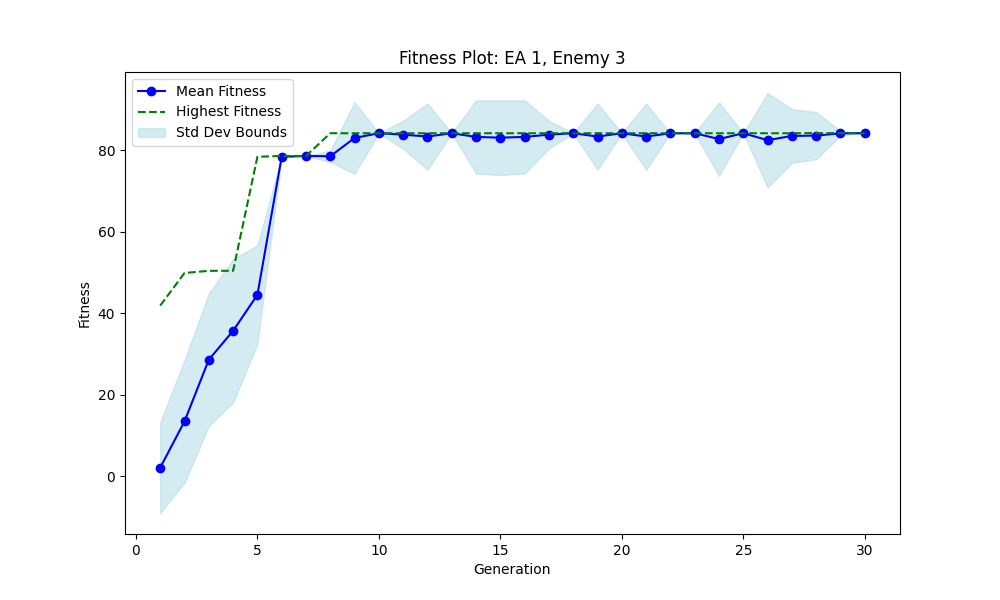 Fitness Plot: EA 1, Enemy 3
Mean Fitness
Highest Fitness
Std Dev Bounds
80
60
40
20
0
Fitness
0 5 10 15 20 25 30
Generation